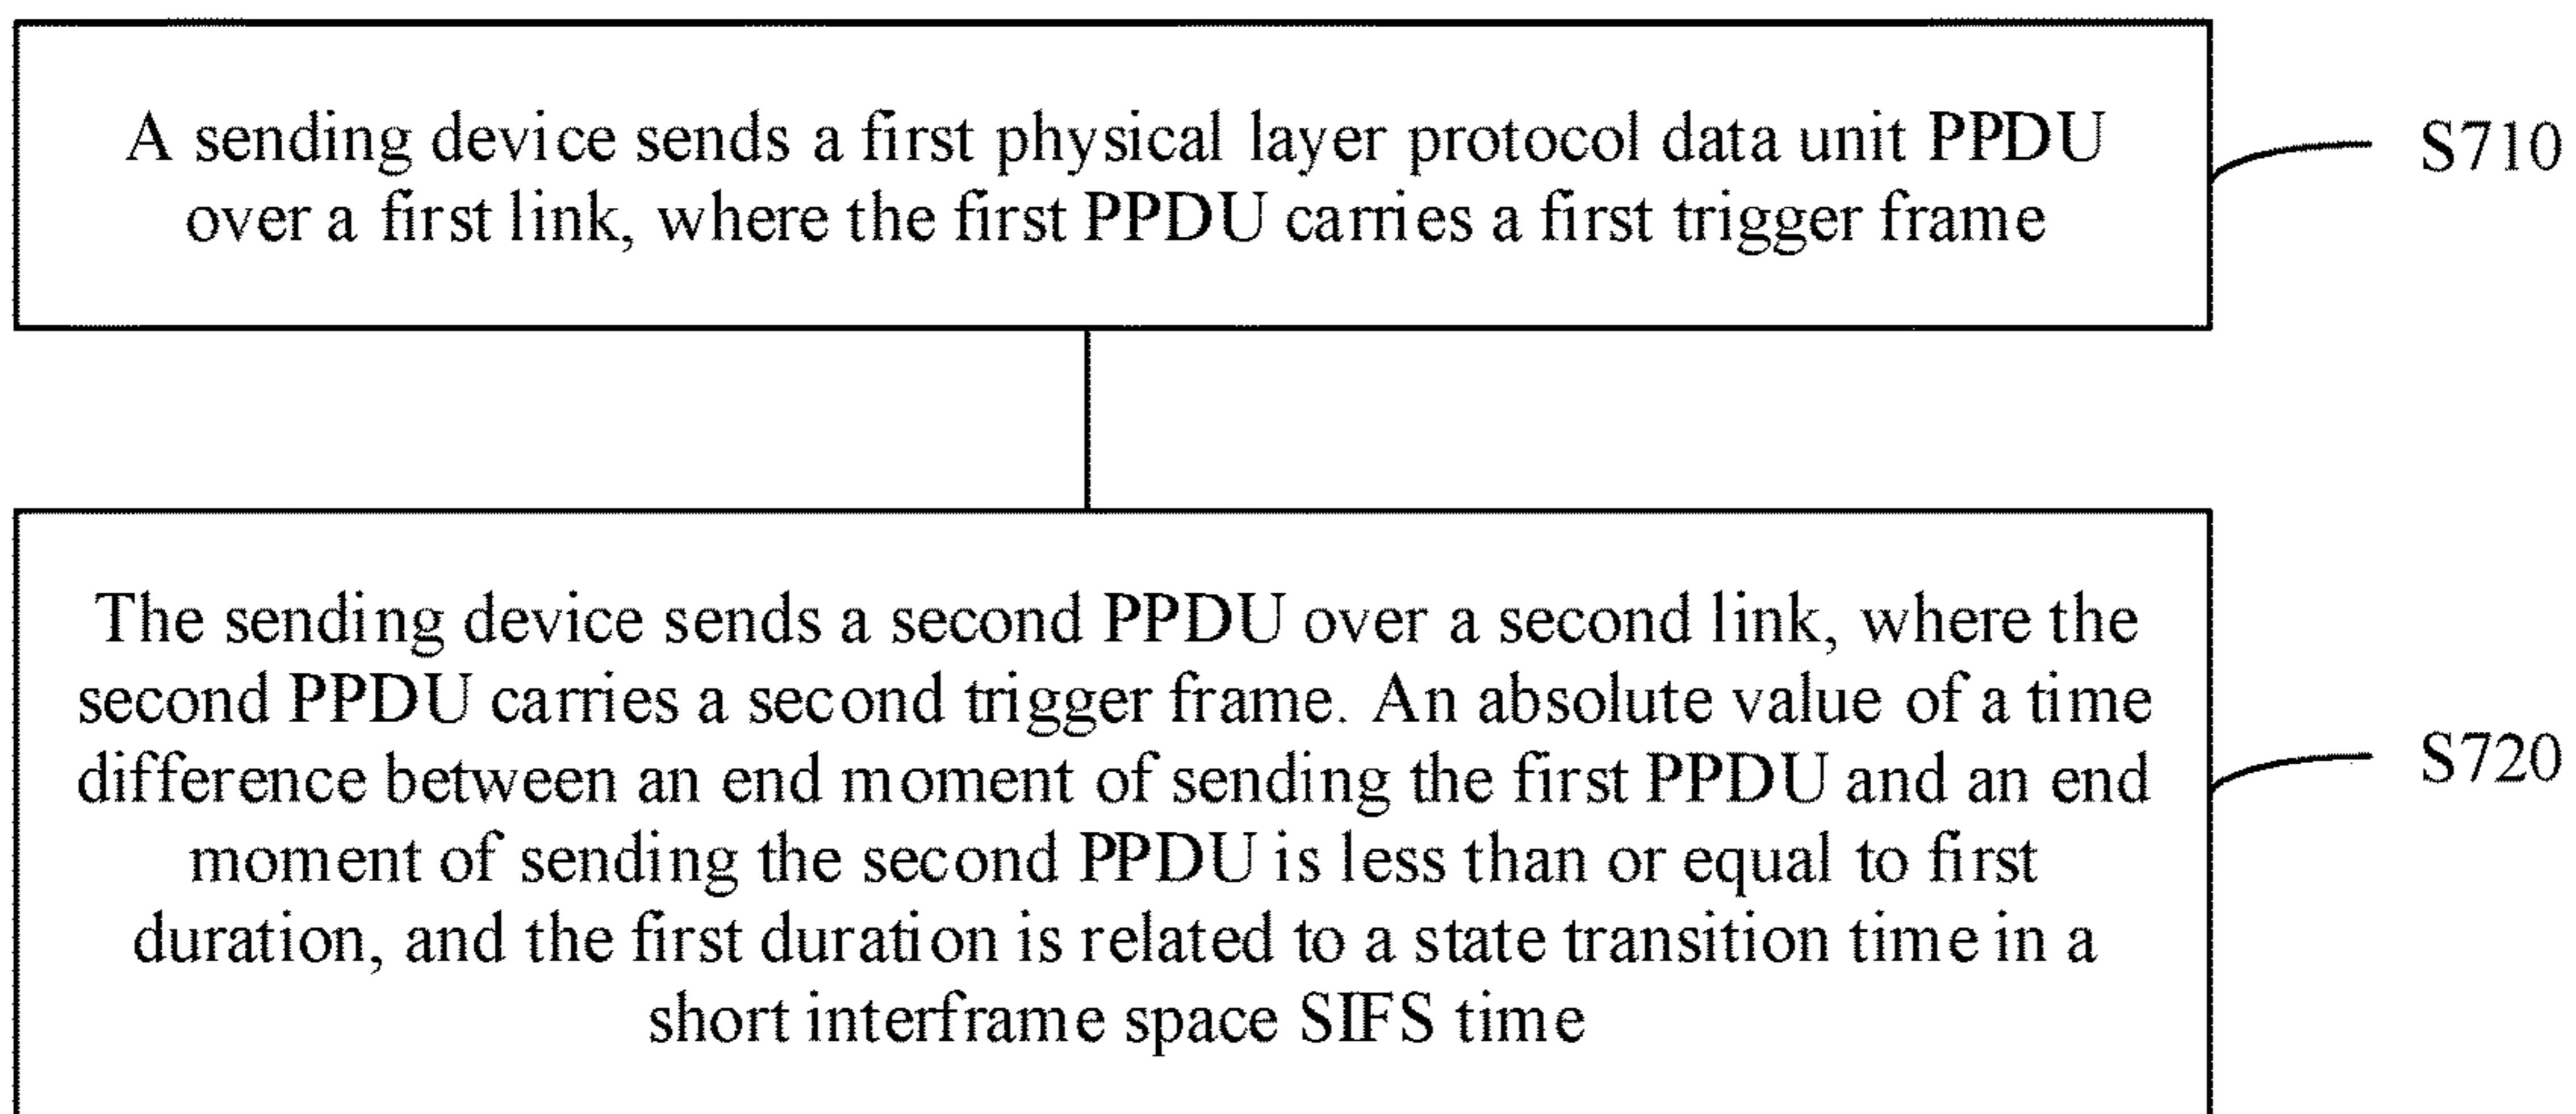 A sending device sends a first physical layer protocol data unit PPDU
over a first link, where the first PPDU carries a first trigger frame
S710
The sending device sends a second PPDU over a second link, where the
second PPDU carries a second trigger frame. An absolute value of a time
difference between an end moment of sending the first PPDU and an end
moment of sending the second PPDU is less than or equal to first
duration, and the first duration is related to a state transition time in a
short interframe space SIFS time
S720